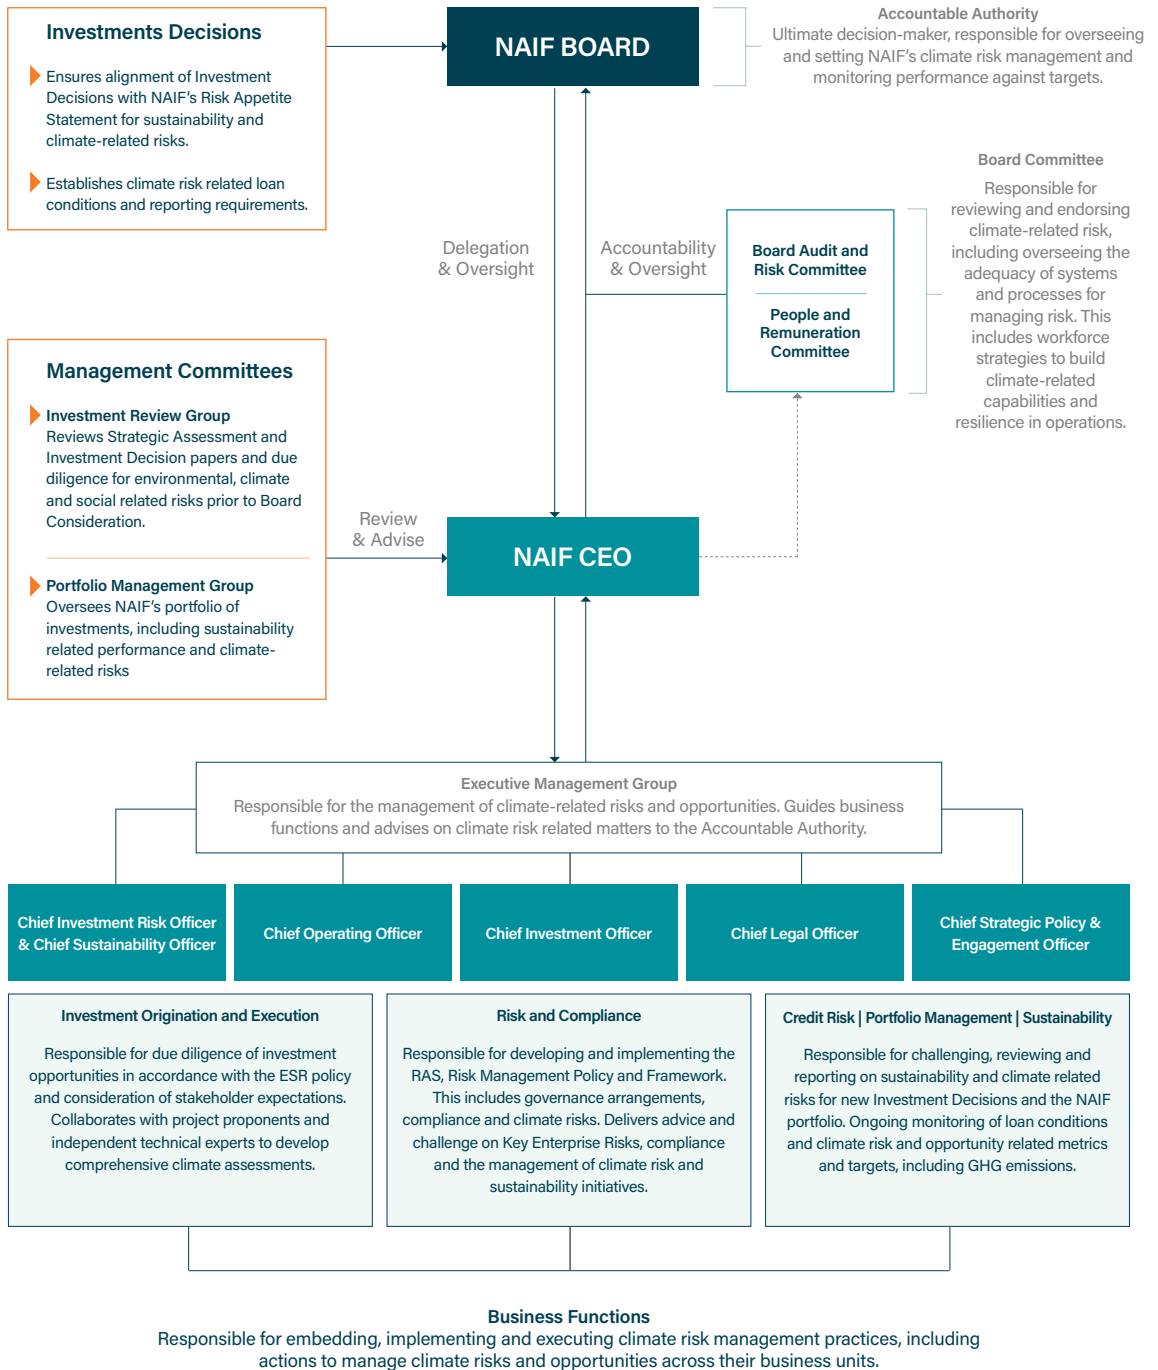 Investments Decisions
Ensures alignment of Investment
Decisions with NAIF's Risk Appetite
Statement for sustainability and
climate-related risks.
Establishes climate risk related loan
conditions and reporting requirements.
NAIF BOARD
Accountable Authority
Ultimate decision-maker, responsible for overseeing
and setting NAIF's climate risk management and
monitoring performance against targets.
Delegation
& Oversight
Accountability
& Oversight
Board Audit and
Risk Committee
People and
Remuneration
Committee
Board Committee
Responsible for
reviewing and endorsing
climate-related risk,
including overseeing the
adequacy of systems
and processes for
managing risk. This
includes workforce
strategies to build
climate-related
capabilities and
resilience in operations.
Management Committees
Investment Review Group
Reviews Strategic Assessment and
Investment Decision papers and due
diligence for environmental, climate
and social related risks prior to Board
Consideration.
Portfolio Management Group
Oversees NAIF's portfolio of
investments, including sustainability
related performance and climate-
related risks
Review
& Advise
NAIF CEO
Executive Management Group
Responsible for the management of climate-related risks and opportunities. Guides business
functions and advises on climate risk related matters to the Accountable Authority.
Chief Investment Risk Officer
& Chief Sustainability Officer
Chief Operating Officer
Chief Investment Officer
Chief Legal Officer
Chief Strategic Policy &
Engagement Officer
Investment Origination and Execution
Responsible for due diligence of investment
opportunities in accordance with the ESR policy
and consideration of stakeholder expectations.
Collaborates with project proponents and
independent technical experts to develop
comprehensive climate assessments.
Risk and Compliance
Responsible for developing and implementing the
RAS, Risk Management Policy and Framework.
This includes governance arrangements,
compliance and climate risks. Delivers advice and
challenge on Key Enterprise Risks, compliance
and the management of climate risk and
sustainability initiatives.
Credit Risk | Portfolio Management | Sustainability
Responsible for challenging, reviewing and
reporting on sustainability and climate related
risks for new Investment Decisions and the NAIF
portfolio. Ongoing monitoring of loan conditions
and climate risk and opportunity related metrics
and targets, including GHG emissions.
Business Functions
Responsible for embedding, implementing and executing climate risk management practices, including
actions to manage climate risks and opportunities across their business units.